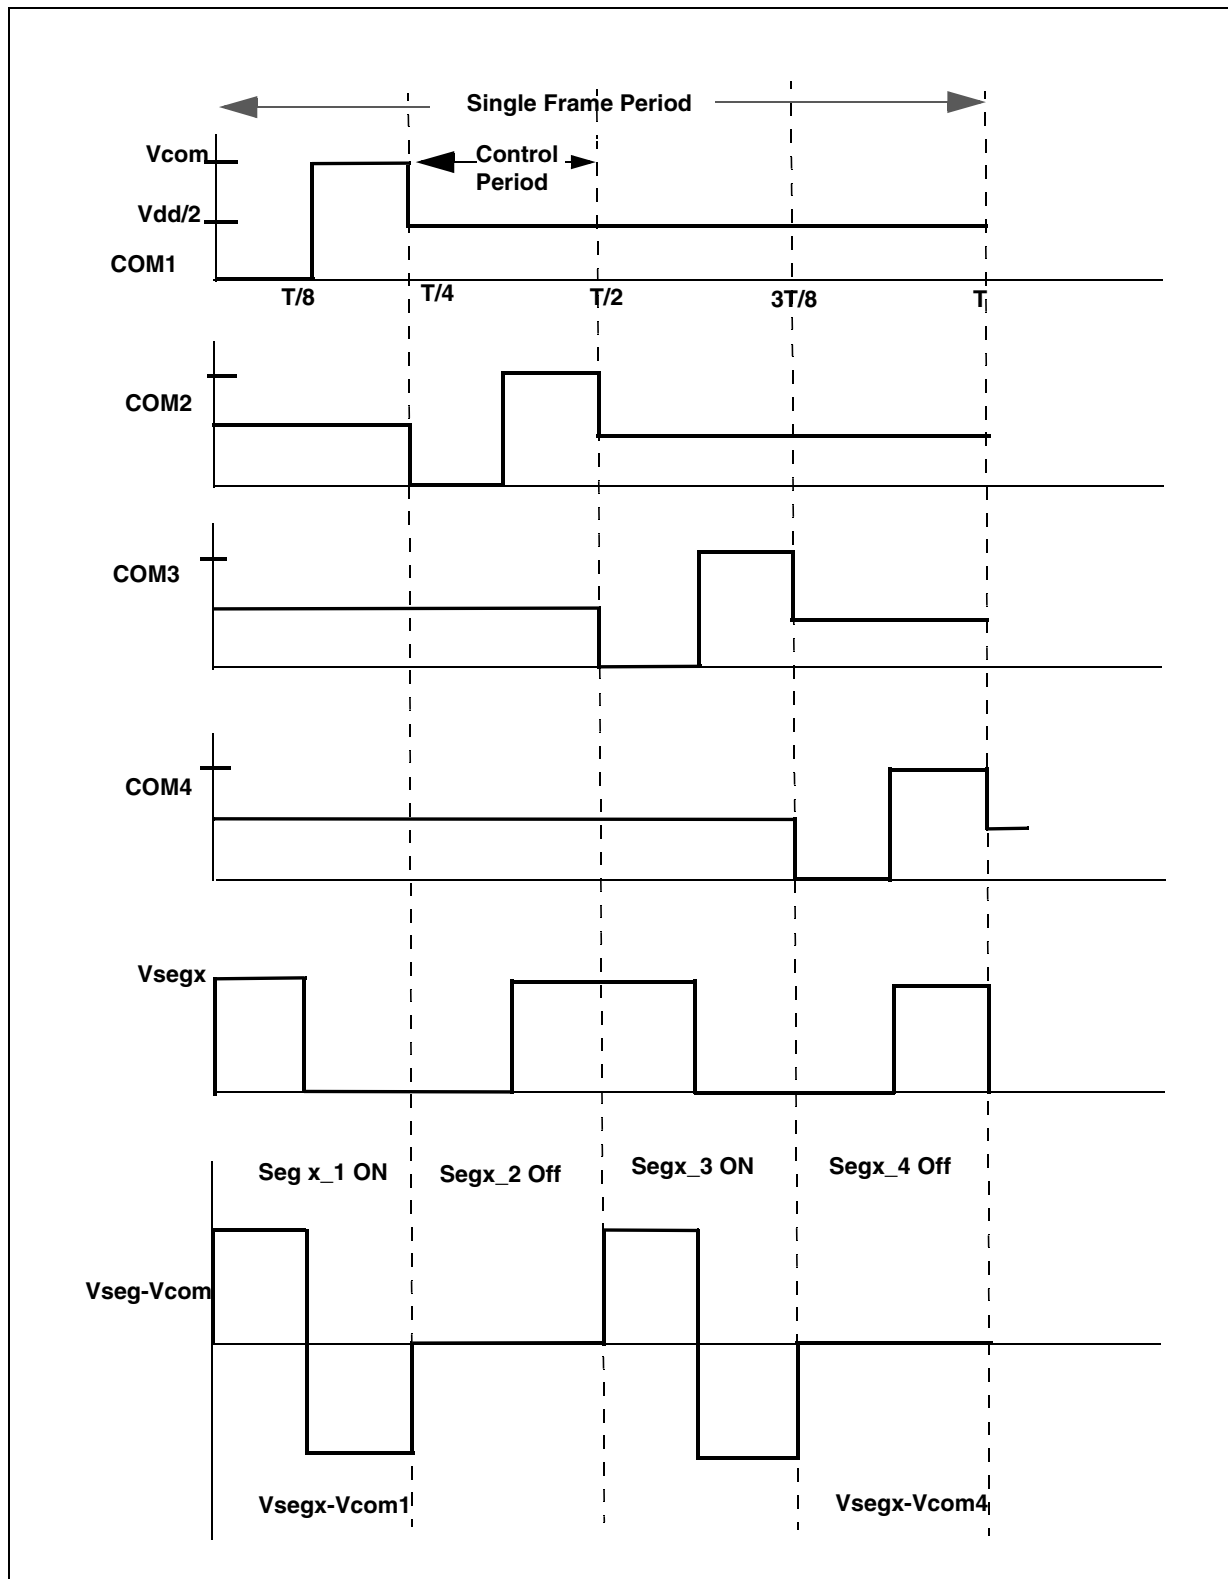 Single Frame Period
Vcom
Control
Period
Vdd/2
COM1
T/8
T/4
T/2
3T/8
T
COM2
COM3
COM4
Vsegx
Seg x_1 ON
Segx_2 Off
Segx_3 ON
Segx_4 Off
Vseg-Vcom
Vsegx-Vcom1
Vsegx-Vcom4